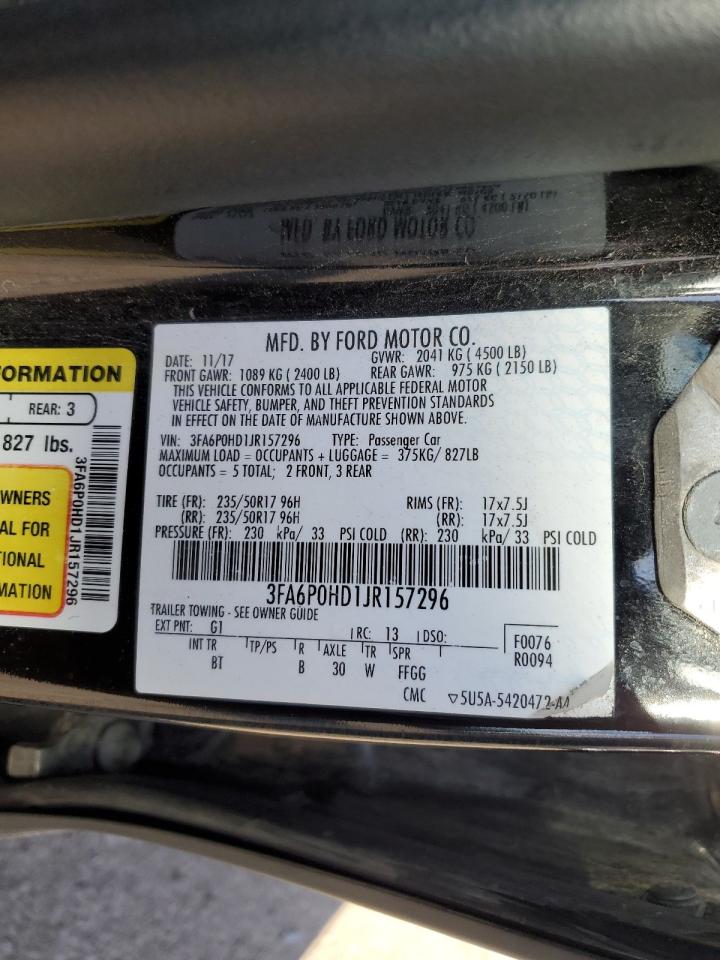 MFD. BY FORD MOTOR CO.
DATE: 11/17 GVWR: 2041 KG ( 4500 LB)
FRONT GAWR: 1089 KG ( 2400 LB) REAR GAWR: 975 KG ( 2150 LB)
THIS VEHICLE CONFORMS TO ALL APPLICABLE FEDERAL MOTOR
VEHICLE SAFETY, BUMPER, AND THEFT PREVENTION STANDARDS
IN EFFECT ON THE DATE OF MANUFACTURE SHOWN ABOVE.
VIN: 3FA6P0HD1JR157296 TYPE: Passenger Car
MAXIMUM LOAD = OCCUPANTS + LUGGAGE = 375KG/ 827LB
OCCUPANTS = 5 TOTAL; 2 FRONT, 3 REAR
TIRE (FR): 235/50R17 96H RIMS (FR): 17x7.5J
(RR): 235/50R17 96H (RR): 17x7.5J
PRESSURE (FR): 230 kPa/ 33 PSI COLD (RR): 230 kPa/ 33 PSI COLD
3FA6P0HD1JR157296
TRAILER TOWING - SEE OWNER GUIDE
EXT PNT: G1 RC: 13 DSO:
INT TR TP/PS R AXLE TR SPR
BT B 30 W FFGG
F0076
R0094
CMC 5U5A-5420472-AA
FORMATION
REAR: 3
827 lbs.
OWNERS
AL FOR
TIONAL
MATION
3FA6P0HD1JR157296